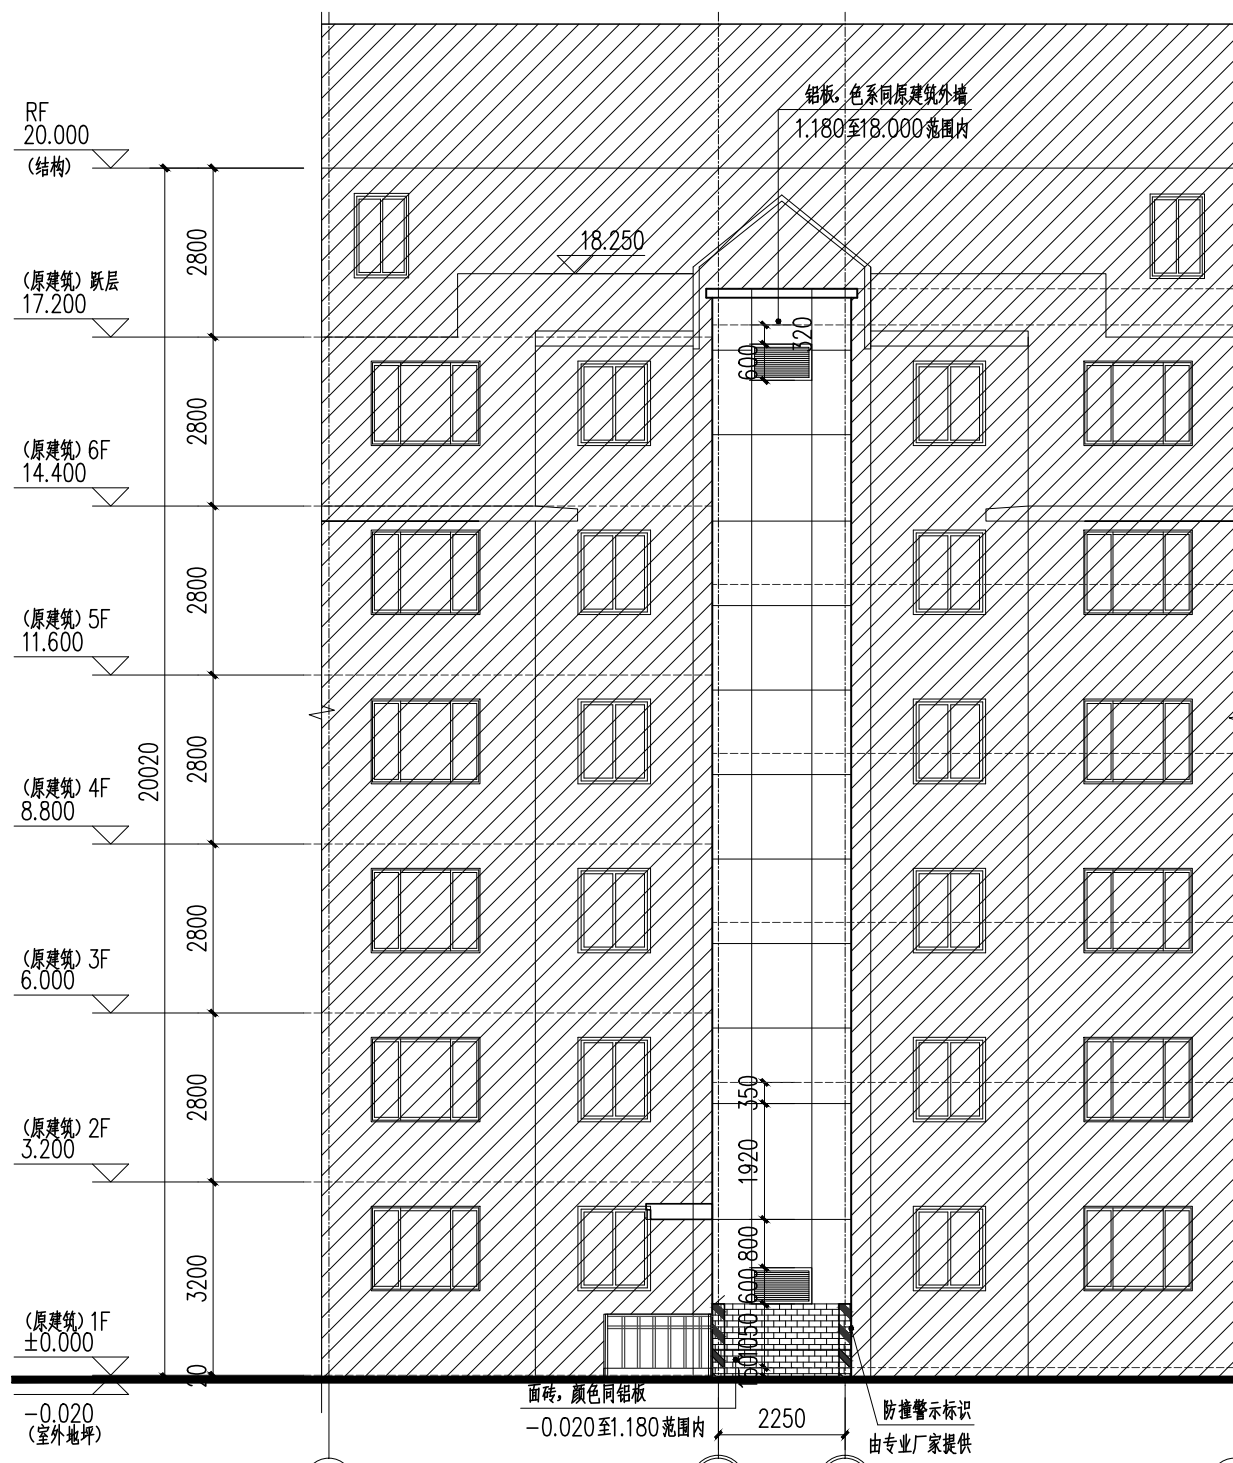 RF
20.000
(结构)
铝板，色系同原建筑外墙
1.180至18.000范围内
2800
18.250
(原建筑) 跃层
17.200
320
600
2800
(原建筑) 6F
14.400
2800
(原建筑) 5F
11.600
2800
20020
(原建筑) 4F
8.800
2800
(原建筑) 3F
6.000
2800
350
(原建筑) 2F
3.200
1920
800
3200
600
(原建筑) 1F
±0.000
1050
150
20
-0.020
(室外地坪)
面砖，颜色同铝板
-0.020至1.180范围内
2250
防撞警示标识
由专业厂家提供